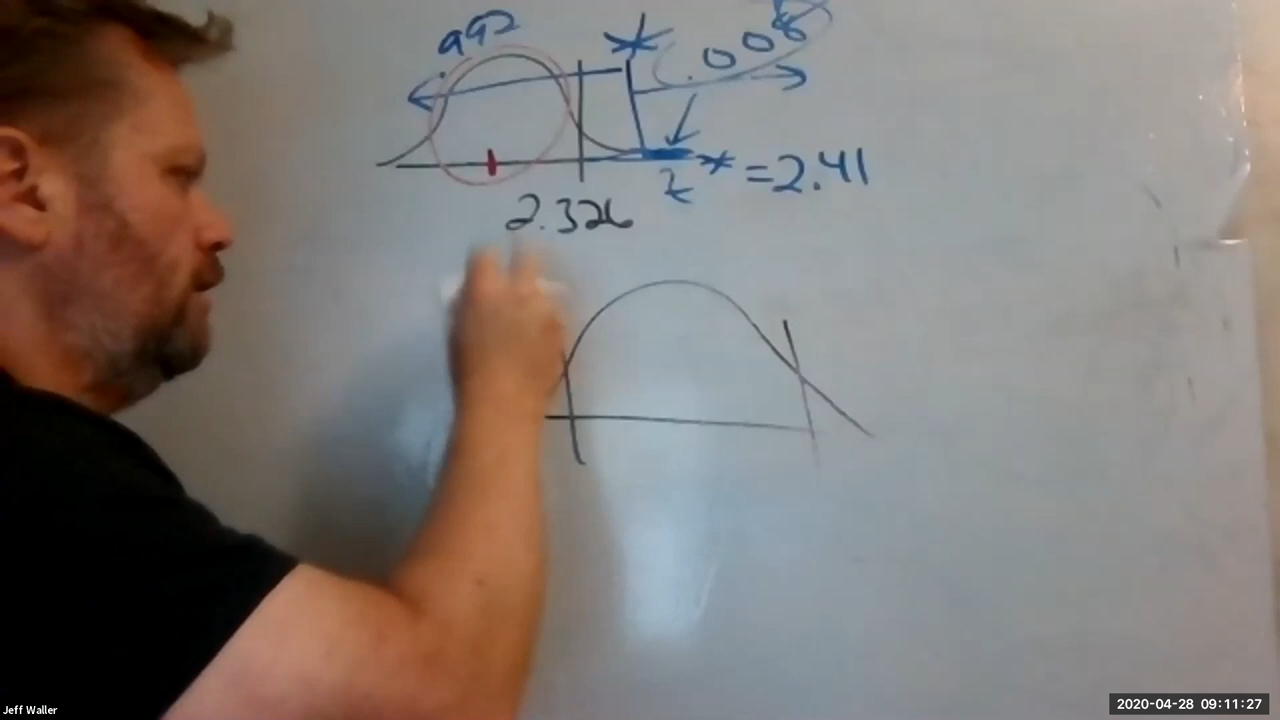 .992
.008
z* = 2.41
2.326
Jeff Waller
2020-04-28 09:11:27